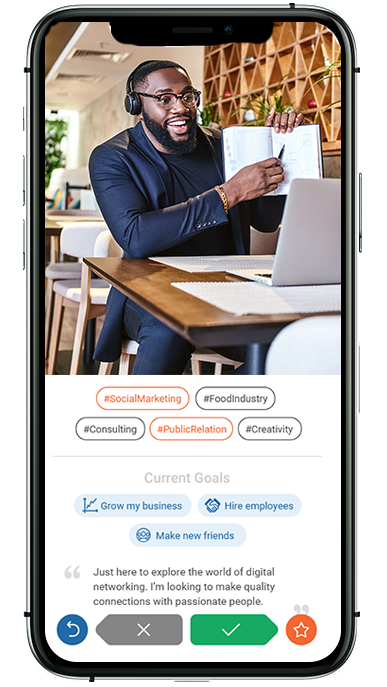 #SocialMarketing #FoodIndustry
#Consulting #PublicRelation #Creativity
Current Goals
Grow my business Hire employees
Make new friends
“ Just here to explore the world of digital
networking. I'm looking to make quality
connections with passionate people. ”